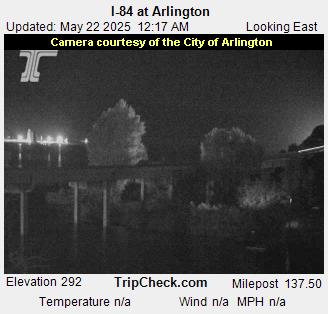 I-84 at Arlington
Updated: May 22 2025 12:17 AM Looking East
Camera courtesy of the City of Arlington
Elevation 292 TripCheck.com Milepost 137.50
Temperature n/a Wind n/a MPH n/a